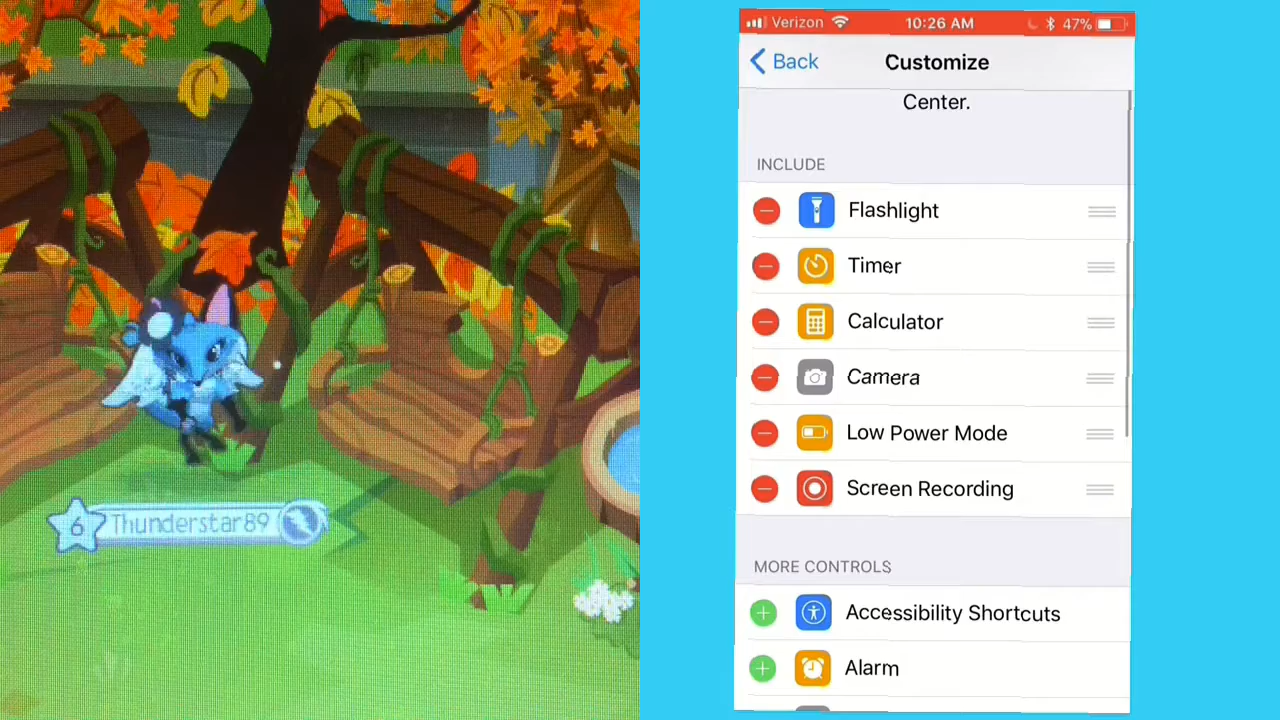 6 Thunderstar89
Verizon 10:26 AM 47%
Back Customize
Center.
INCLUDE
Flashlight
Timer
Calculator
Camera
Low Power Mode
Screen Recording
MORE CONTROLS
Accessibility Shortcuts
Alarm